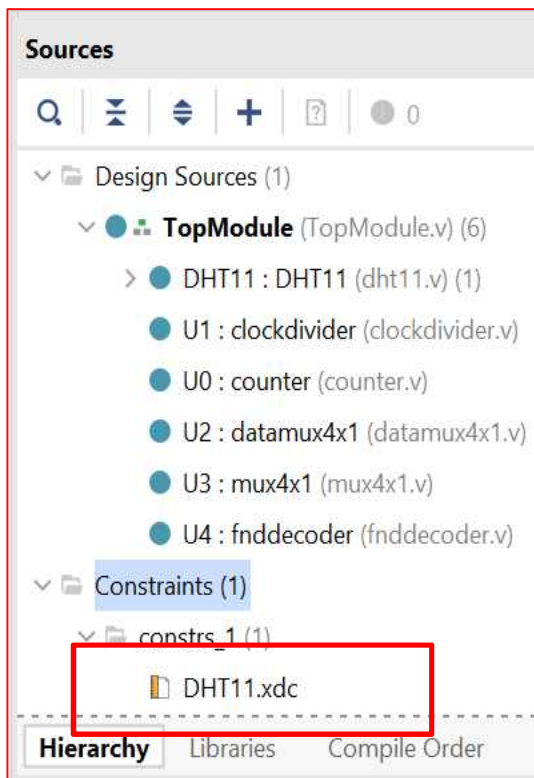 Sources
0
Design Sources (1)
TopModule (TopModule.v) (6)
DHT11 : DHT11 (dht11.v) (1)
U1 : clockdivider (clockdivider.v)
U0 : counter (counter.v)
U2 : datamux4x1 (datamux4x1.v)
U3 : mux4x1 (mux4x1.v)
U4 : fnddecoder (fnddecoder.v)
Constraints (1)
constrs_1 (1)
DHT11.xdc
Hierarchy Libraries Compile Order